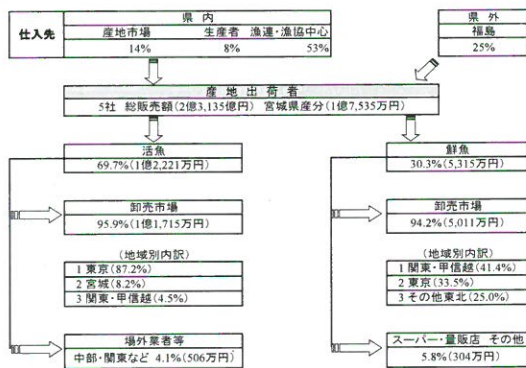 仕入先
県内
産地市場 生産者 漁連・漁協中心
14% 8% 53%
県外
福島
25%
産地出荷者
5社 総販売額(2億3,135億円) 宮城県産分(1億7,535万円)
活魚
69.7%(1億2,221万円)
卸売市場
95.9%(1億1,715万円)
(地域別内訳)
1 東京(87.2%)
2 宮城(8.2%)
3 関東・甲信越(4.5%)
場外業者等
中部・関東など 4.1%(506万円)
鮮魚
30.3%(5,315万円)
卸売市場
94.2%(5,011万円)
(地域別内訳)
1 関東・甲信越(41.4%)
2 東京(33.5%)
3 その他東北(25.0%)
スーパー・量販店 その他
5.8%(304万円)